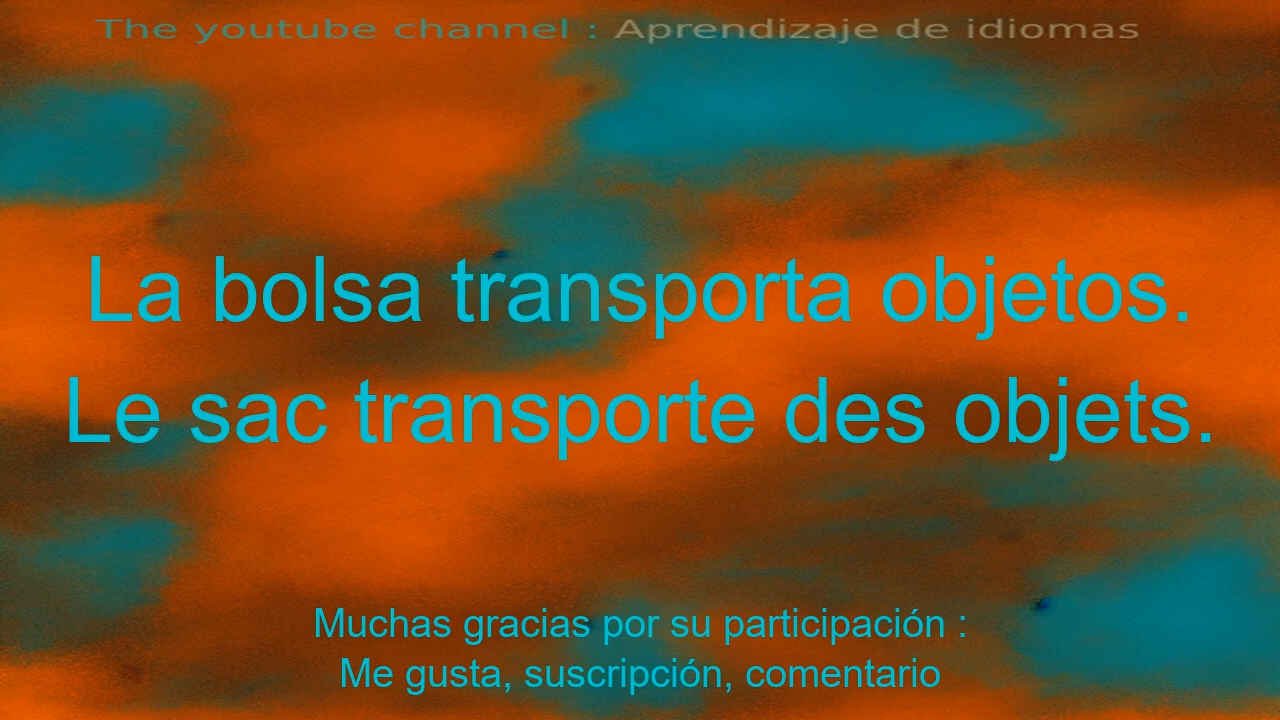 The youtube channel : Aprendizaje de idiomas
La bolsa transporta objetos.
Le sac transporte des objets.
Muchas gracias por su participación :
Me gusta, suscripción, comentario